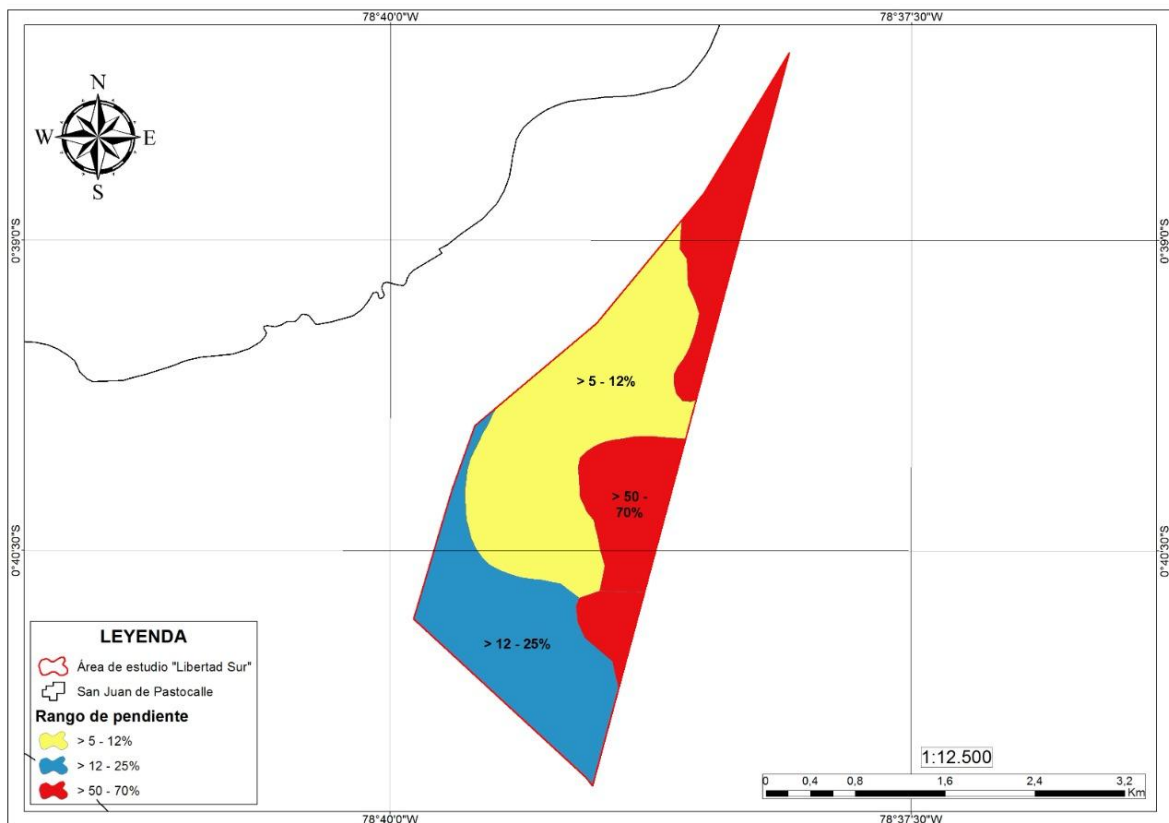 78°40'0"W
78°37'30"W
N
W
E
S
0°39'0"S
0°39'0"S
> 5 - 12%
> 50 -
70%
0°40'30"S
0°40'30"S
> 12 - 25%
LEYENDA
Área de estudio "Libertad Sur"
San Juan de Pastocalle
Rango de pendiente
> 5 - 12%
> 12 - 25%
> 50 - 70%
1:12.500
0 0,4 0,8 1,6 2,4 3,2
Km
78°40'0"W
78°37'30"W